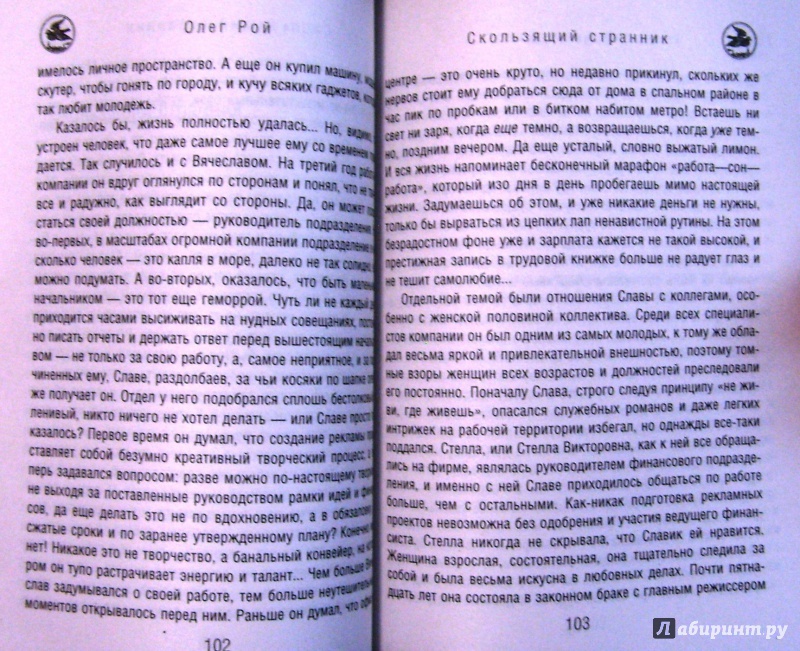 Олег Рой
имелось личное пространство. А еще он купил машину,
скутер, чтобы гонять по городу, и кучу всяких гаджетов,
так любит молодежь.
Казалось бы, жизнь полностью удалась... Но,
устроен человек, что даже самое лучшее ему со временем
дается. Так случилось и с Вячеславом. На третий год
компании он вдруг оглянулся по сторонам и понял, что не
все и радужно, как выглядит со стороны. Да, он может
статься своей должностью — руководитель подразделения
во-первых, в масштабах огромной компании подразделение
сколько человек — это капля в море, далеко не так
можно подумать. А во-вторых, оказалось, что быть
начальником — это тот еще геморрой. Чуть ли не каждый
приходится часами высиживать на нудных совещаниях,
но писать отчеты и держать ответ перед вышестоящим
вом — не только за свою работу, а, самое неприятное, и за
чиненных ему, Славе, раздолбаев, за чьи косяки по шапке
же получает он. Отдел у него подобрался сплошь
ленивый, никто ничего не хотел делать — или Славе
казалось? Первое время он думал, что создание рекламы
ставляет собой безумно креативный творческий процесс,
перь задавался вопросом: разве можно по-настоящему
не выходя за поставленные руководством рамки идей и
сов, да еще делать это не по вдохновению, а в
сжатые сроки и по заранее утвержденному плану? Конечно
нет! Никакое это не творчество, а банальный конвейер,
ром он тупо растрачивает энергию и талант... Чем больше
слав задумывался о своей работе, тем больше
моментов открывалось перед ним. Раньше он думал, что
102
Скользящий странник
центре — это очень круто, но недавно прикинул, скольких же
нервов стоит ему добраться сюда от дома в спальном районе в
час пик по пробкам или в битком набитом метро! Встаешь ни
свет ни заря, когда еще темно, а возвращаешься, когда уже тем-
но, поздним вечером. Да еще усталый, словно выжатый лимон.
И вся жизнь напоминает бесконечный марафон «работа—сон—
работа», который изо дня в день пробегаешь мимо настоящей
жизни. Задумаешься об этом, и уже никакие деньги не нужны,
только бы вырваться из цепких лап ненавистной рутины. На этом
безрадостном фоне уже и зарплата кажется не такой высокой, и
престижная запись в трудовой книжке больше не радует глаз и
не тешит самолюбие...
Отдельной темой были отношения Славы с коллегами, осо-
бенно с женской половиной коллектива. Среди всех специали-
стов компании он был одним из самых молодых, к тому же обла-
дал весьма яркой и привлекательной внешностью, поэтому том-
ные взоры женщин всех возрастов и должностей преследовали
его постоянно. Поначалу Слава, строго следуя принципу «не жи-
ви, где живешь», опасался служебных романов и даже легких
интрижек на рабочей территории избегал, но однажды все-таки
поддался. Стелла, или Стелла Викторовна, как к ней все обраща-
лись на фирме, являлась руководителем финансового подразде-
ления, и именно с ней Славе приходилось общаться по работе
больше, чем с остальными. Как-никак подготовка рекламных
проектов невозможна без одобрения и участия ведущего финан-
систа. Стелла никогда не скрывала, что Славик ей нравится.
Женщина взрослая, состоятельная, она тщательно следила за
собой и была весьма искусна в любовных делах. Почти пятна-
дцать лет она состояла в законном браке с главным режиссером
103
Лабиринт.ру